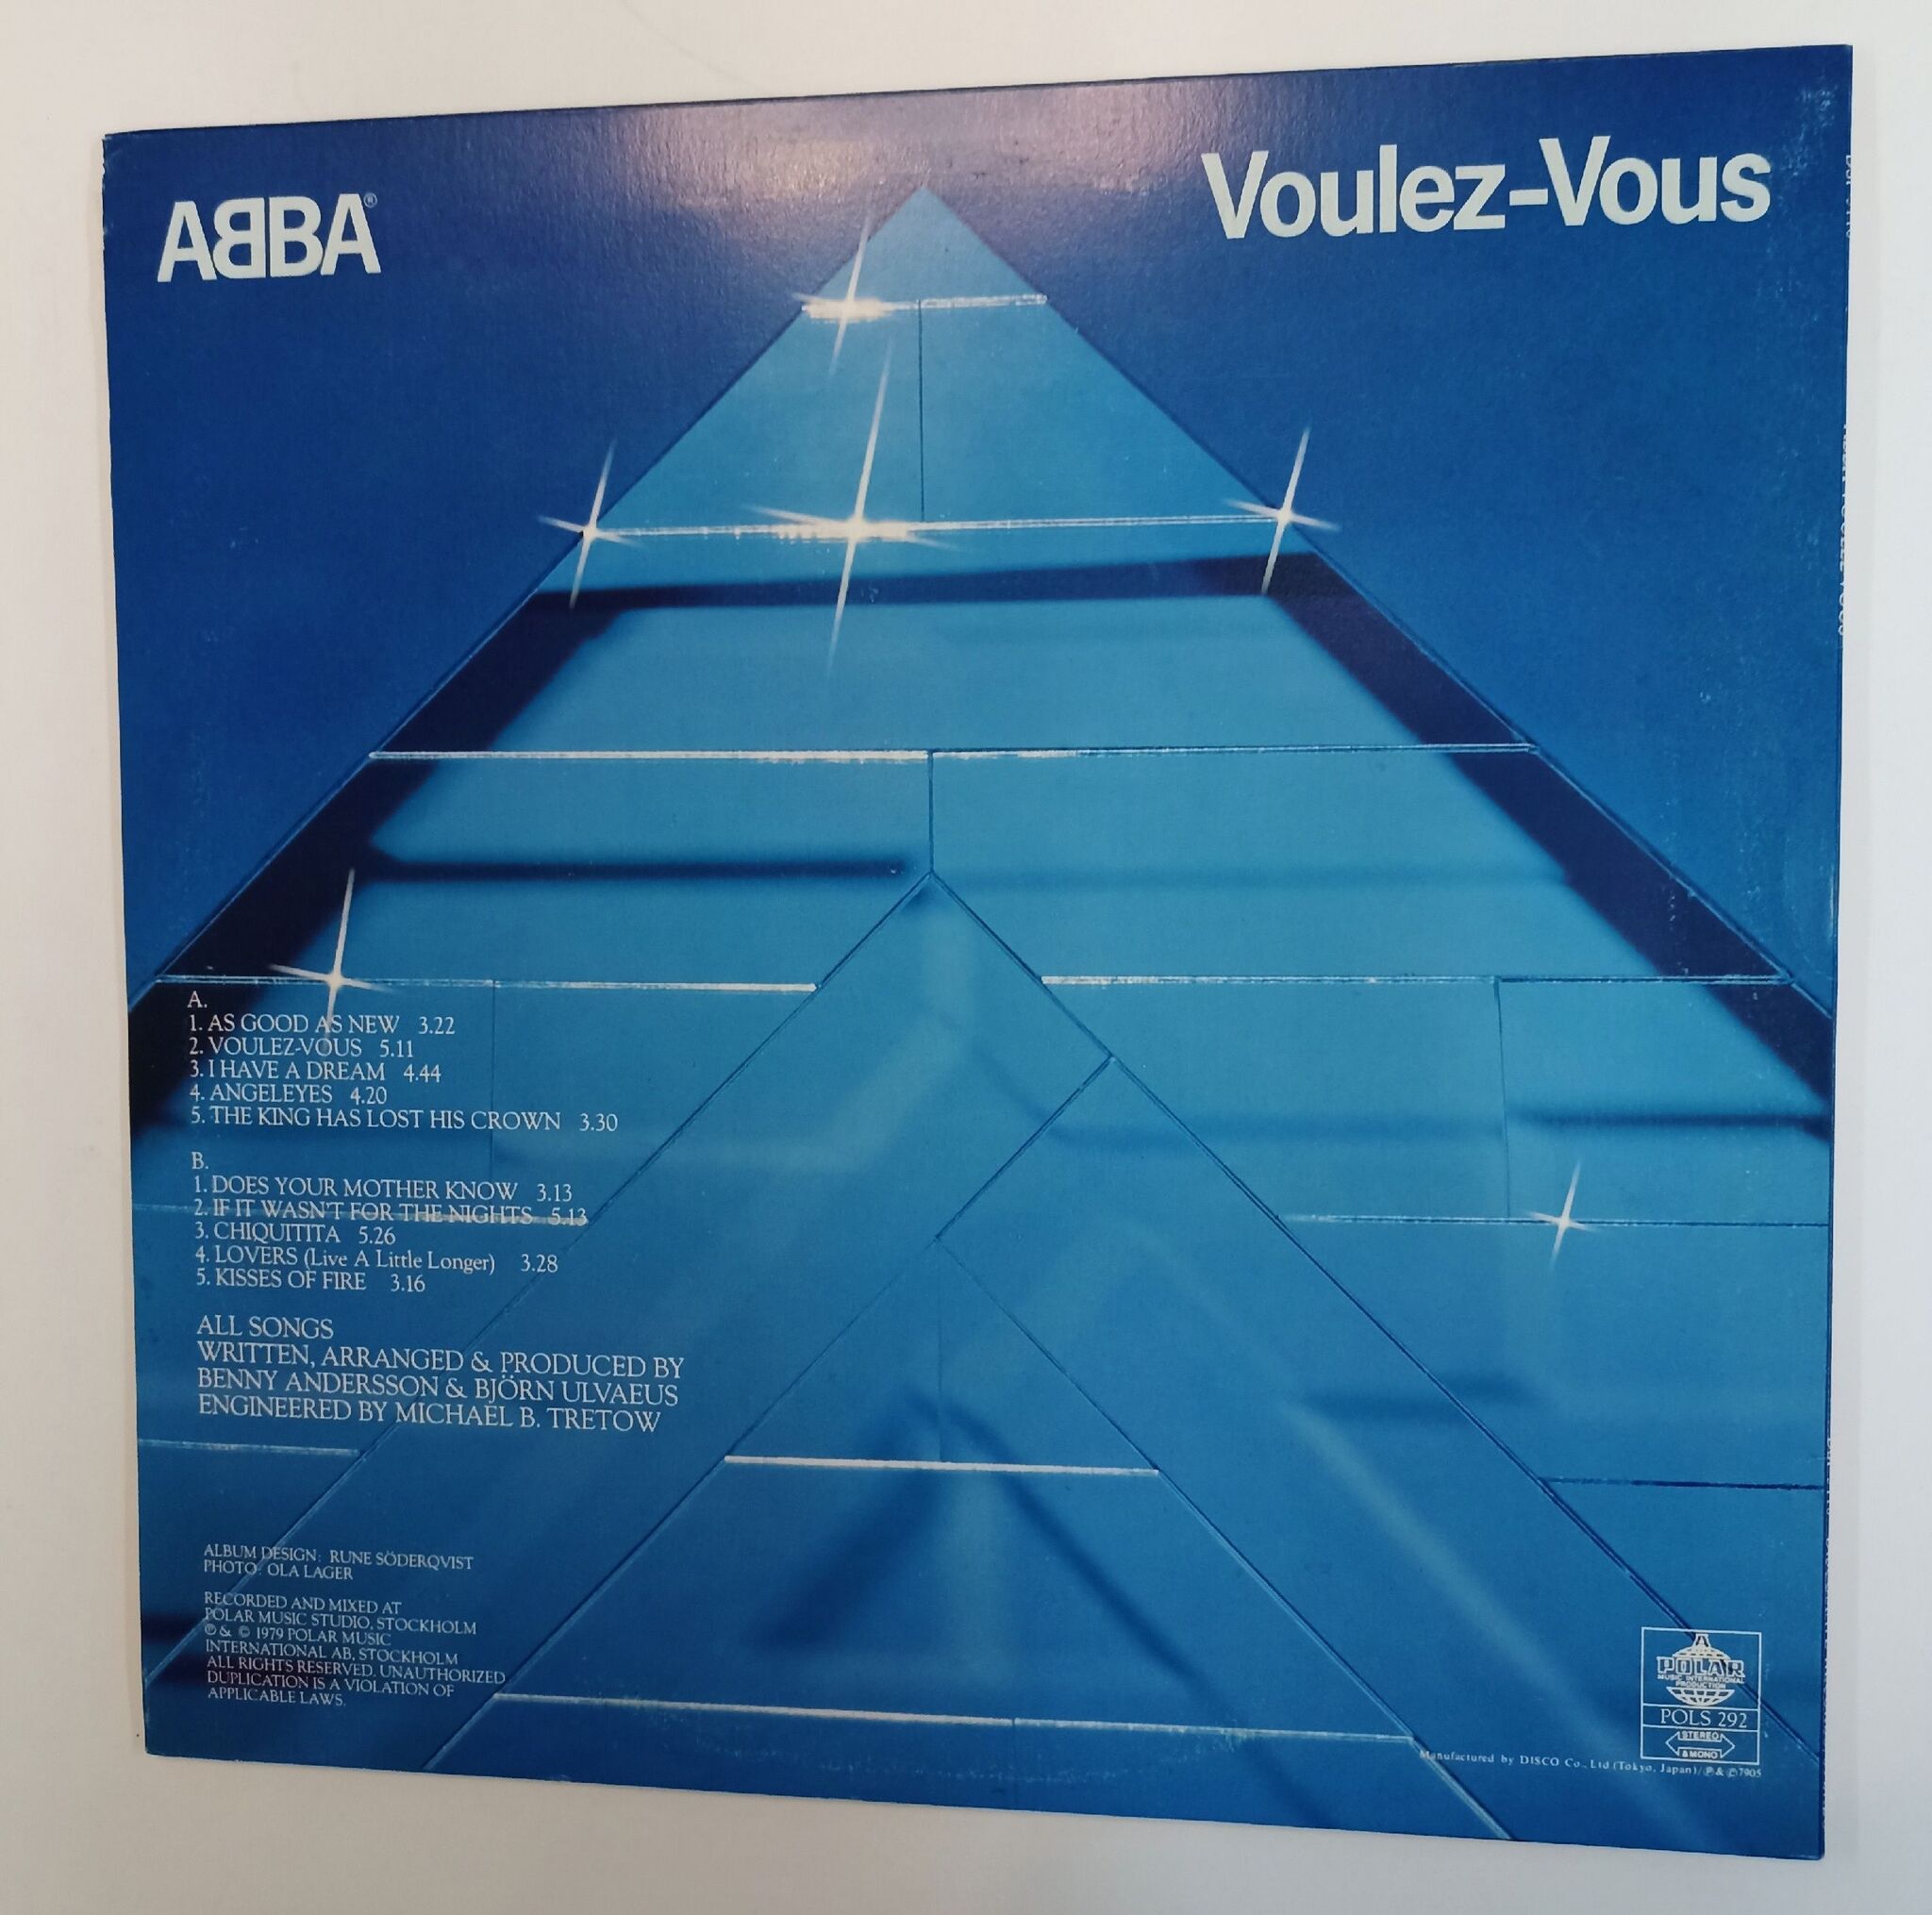 ABBA®
Voulez-Vous
A.
1. AS GOOD AS NEW 3.22
2. VOULEZ-VOUS 5.11
3. I HAVE A DREAM 4.44
4. ANGELEYES 4.20
5. THE KING HAS LOST HIS CROWN 3.30
B.
1. DOES YOUR MOTHER KNOW 3.13
2. IF IT WASN'T FOR THE NIGHTS 5.13
3. CHIQUITITA 5.26
4. LOVERS (Live A Little Longer) 3.28
5. KISSES OF FIRE 3.16
ALL SONGS
WRITTEN, ARRANGED & PRODUCED BY
BENNY ANDERSSON & BJÖRN ULVAEUS
ENGINEERED BY MICHAEL B. TRETOW
ALBUM DESIGN: RUNE SÖDERQVIST
PHOTO: OLA LAGER
RECORDED AND MIXED AT
POLAR MUSIC STUDIO, STOCKHOLM
℗ & © 1979 POLAR MUSIC
INTERNATIONAL AB, STOCKHOLM
ALL RIGHTS RESERVED. UNAUTHORIZED
DUPLICATION IS A VIOLATION OF
APPLICABLE LAWS.
POLAR
MUSIC INTERNATIONAL
PRODUCTION
POLS 292
STEREO
& MONO
Manufactured by DISCO Co., Ltd (Tokyo, Japan)/℗ & © 7905